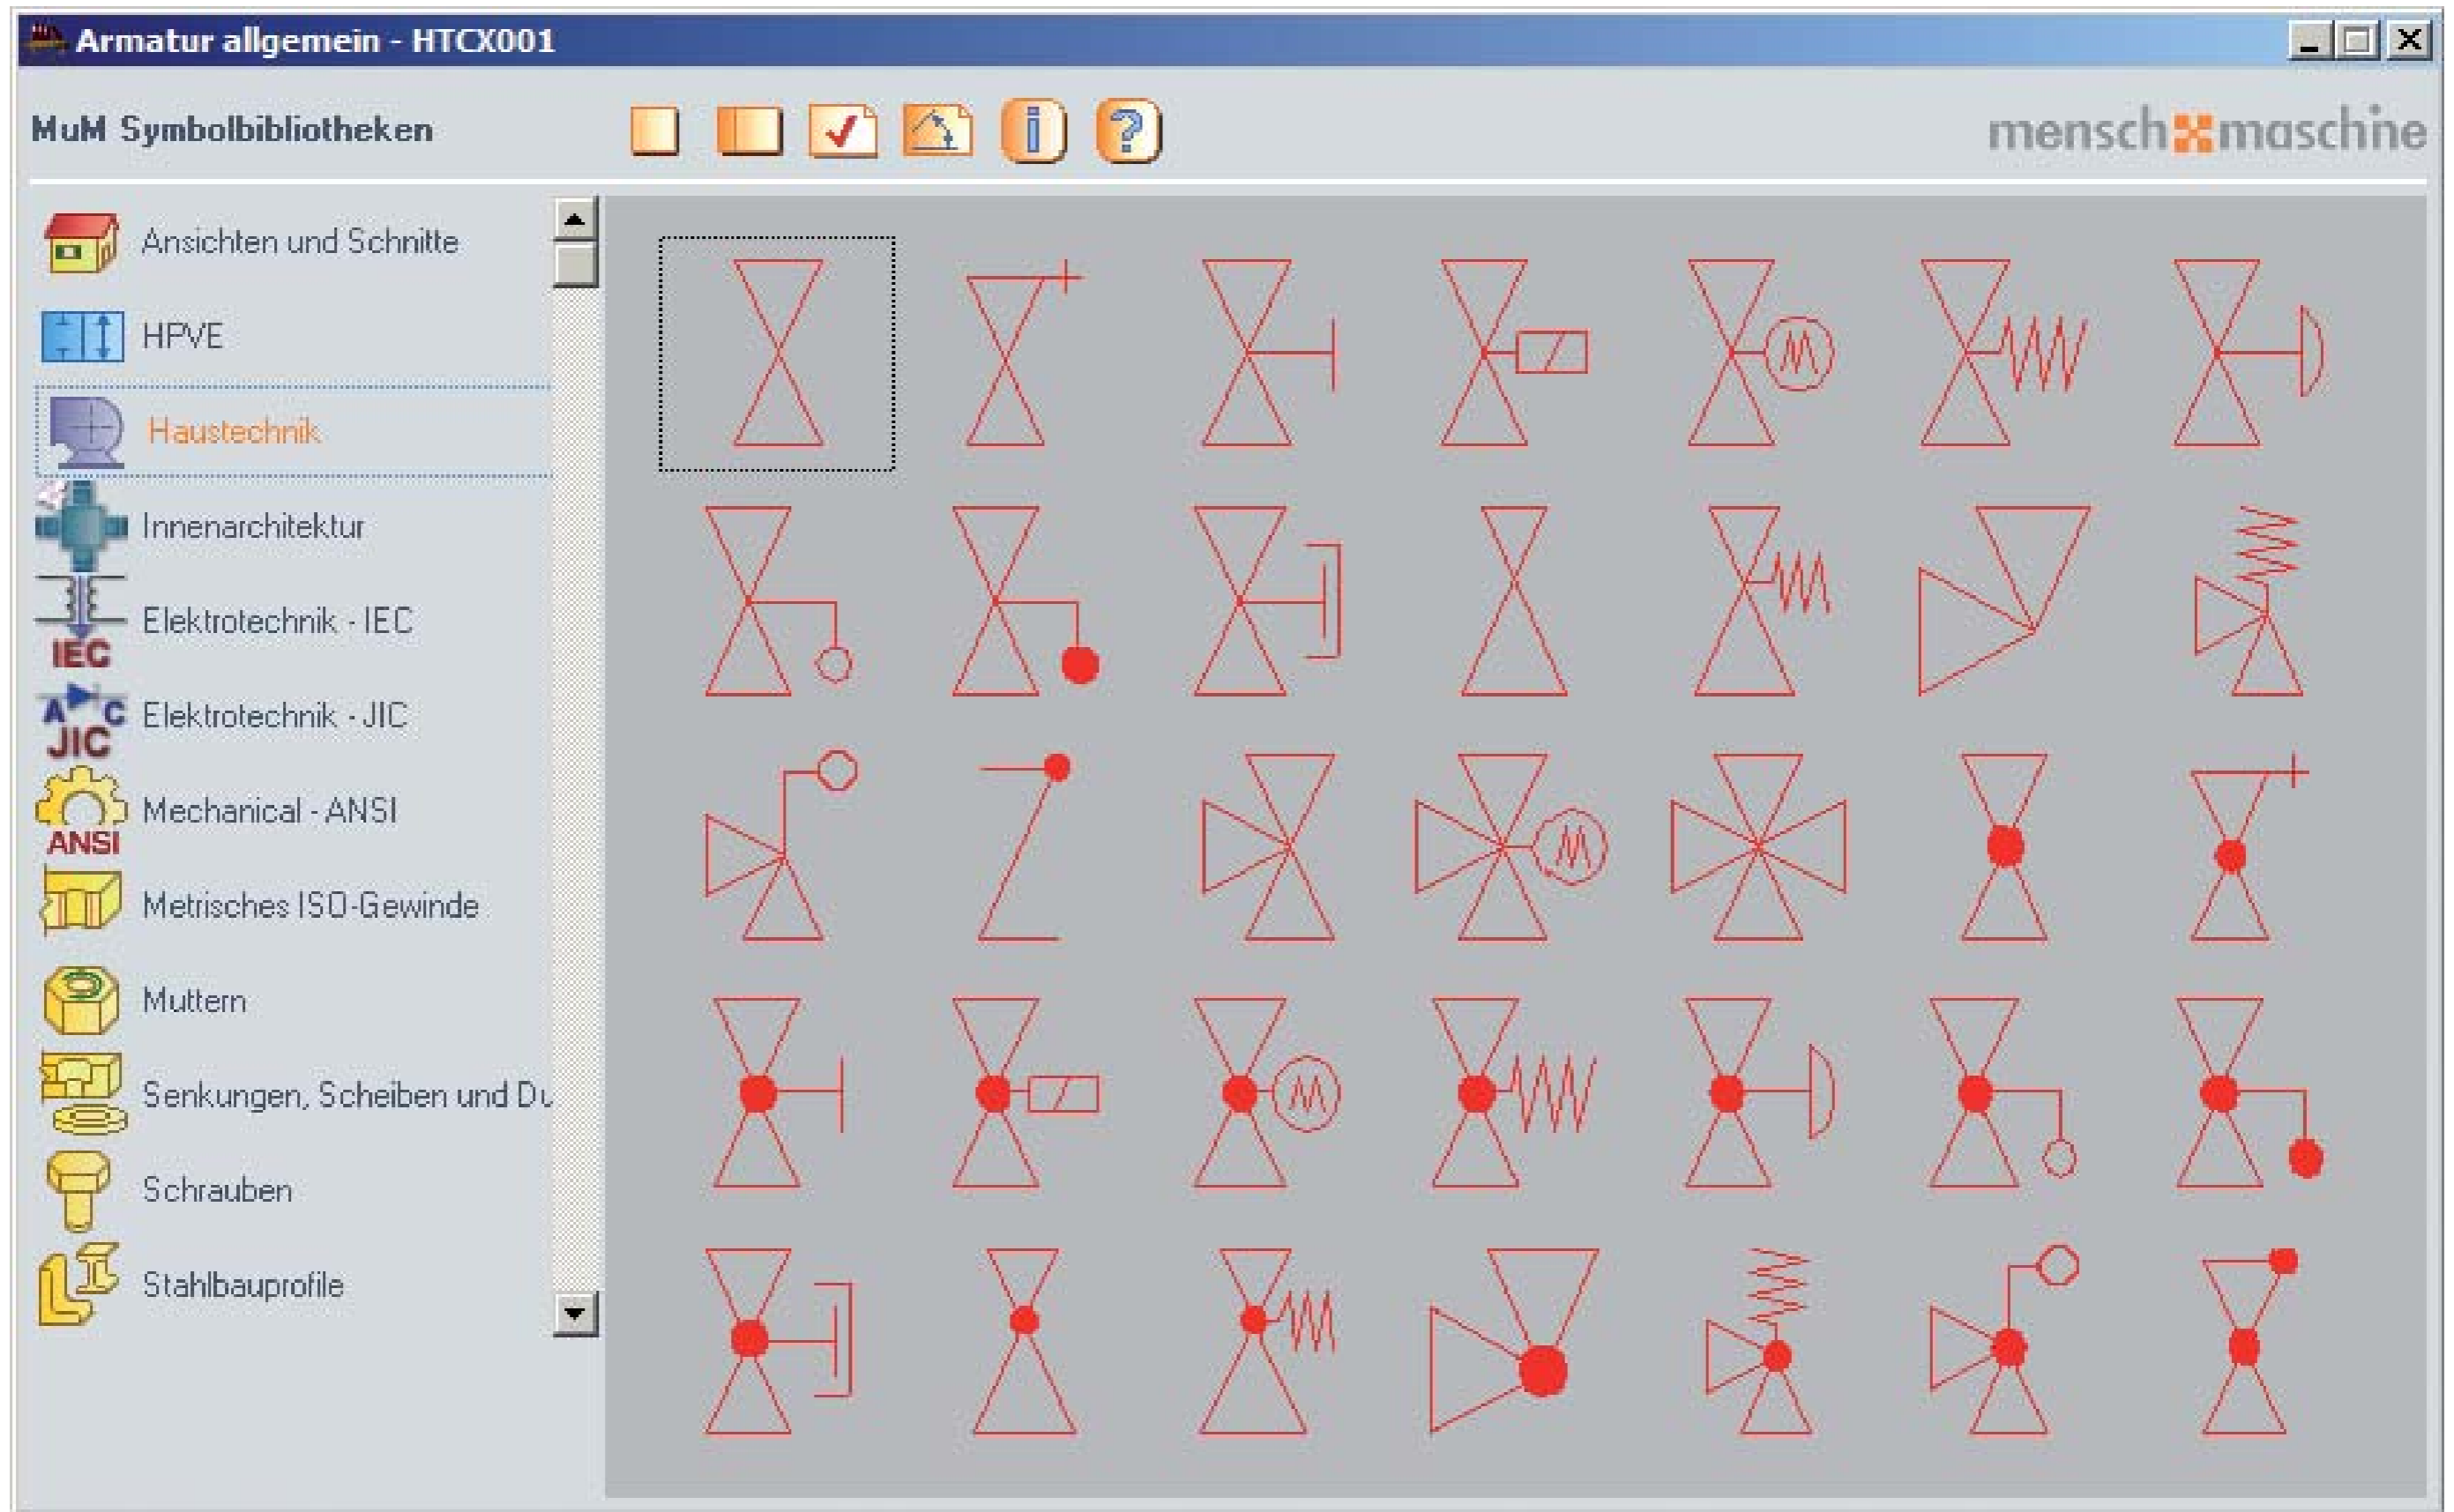 Armatur allgemein - HTCX001
MuM Symbolbibliotheken
mensch maschine
Ansichten und Schnitte
HPVE
Haustechnik
Innenarchitektur
IEC
Elektrotechnik - IEC
A C
JIC
Elektrotechnik - JIC
ANSI
Mechanical - ANSI
Metrisches ISO-Gewinde
Muttern
Senkungen, Scheiben und Du
Schrauben
Stahlbauprofile